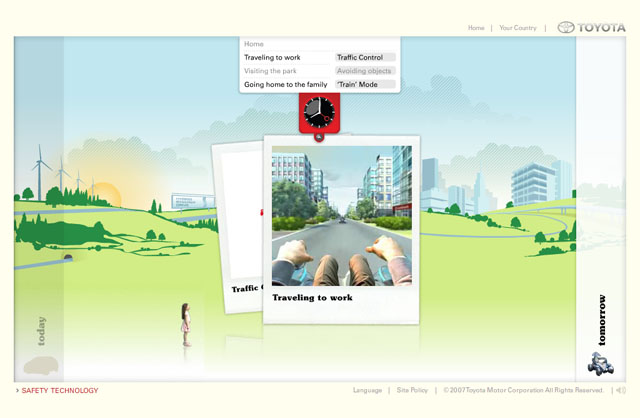 Home | Your Country | TOYOTA
Home
Traveling to work Traffic Control
Visiting the park Avoiding objects
Going home to the family 'Train' Mode
Traffic
Traveling to work
today
tomorrow
> SAFETY TECHNOLOGY
Language | Site Policy | © 2007 Toyota Motor Corporation All Rights Reserved. |